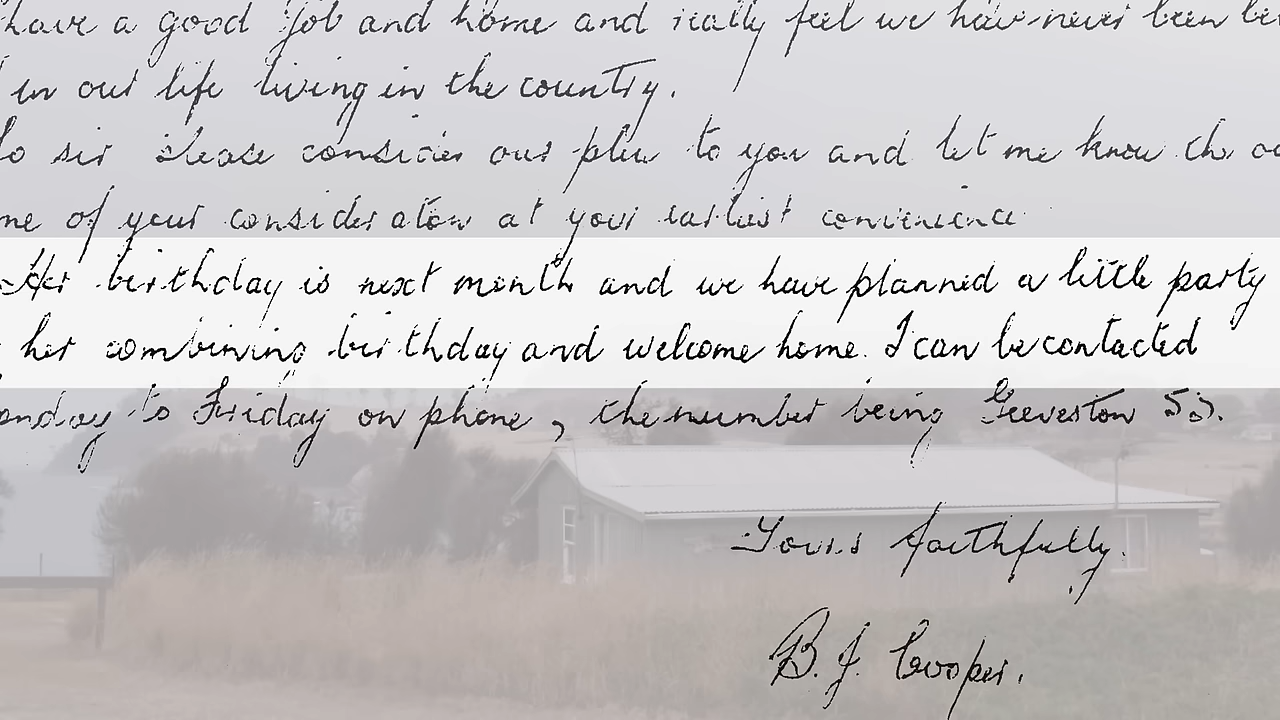 have a good job and home and really feel we have never been
in our life living in the country.
sir please consider our plea to you and let me know the
of your consideration at your earliest convenience
Her birthday is next month and we have planned a little party
her combining birthday and welcome home. I can be contacted
to Friday on phone, the number being Geeveston 53.
Yours faithfully,
B. J. Cooper.